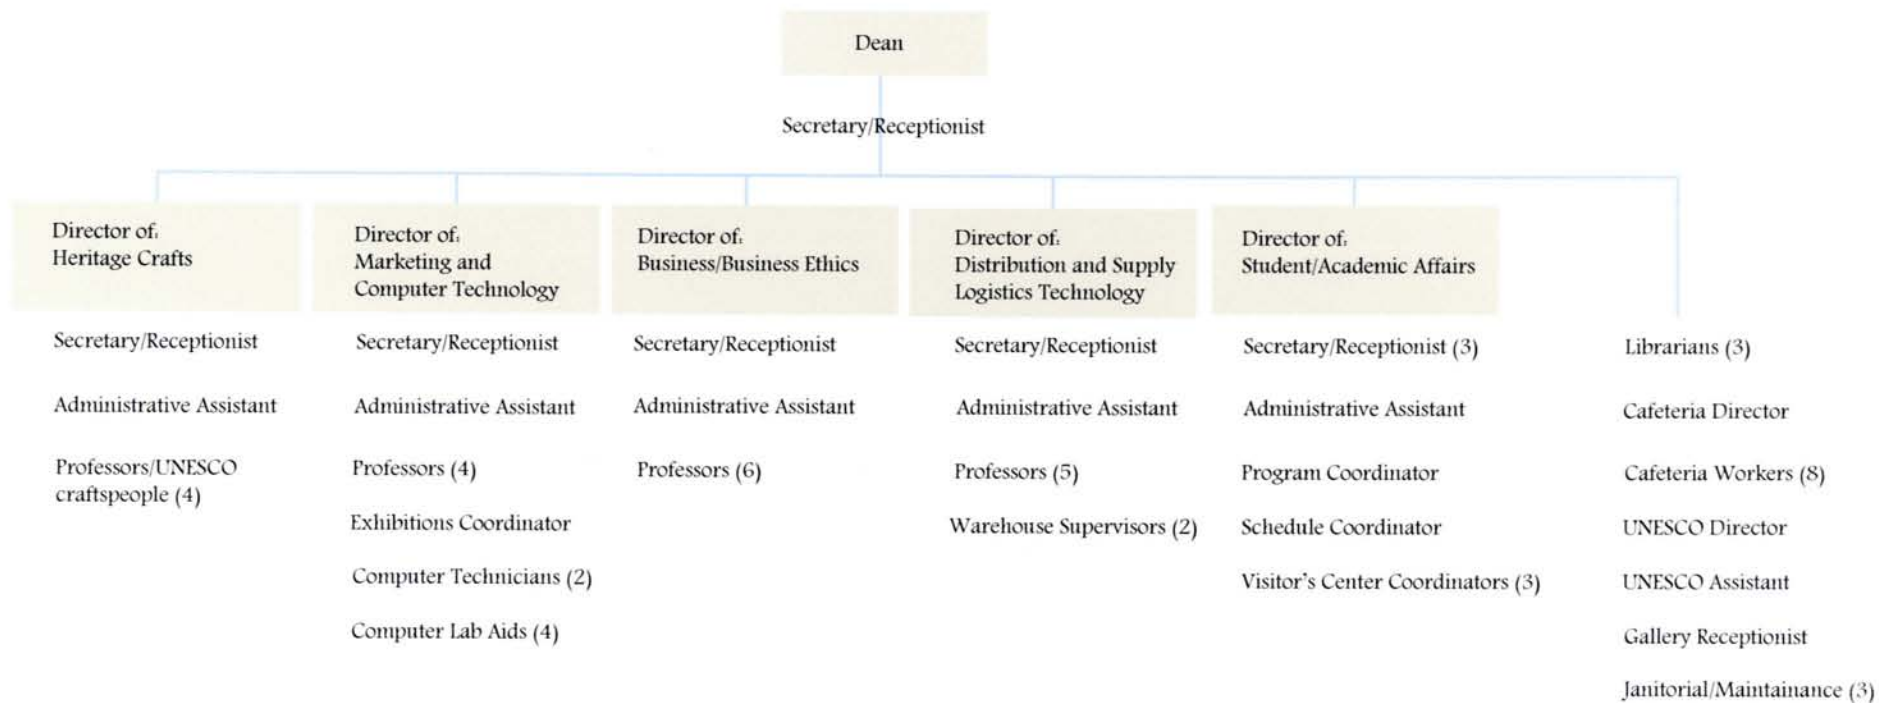 Dean
Secretary/Receptionist
Director of:
Heritage Crafts
Secretary/Receptionist
Administrative Assistant
Professors/UNESCO
craftspeople (4)
Director of:
Marketing and
Computer Technology
Secretary/Receptionist
Administrative Assistant
Professors (4)
Exhibitions Coordinator
Computer Technicians (2)
Computer Lab Aids (4)
Director of:
Business/Business Ethics
Secretary/Receptionist
Administrative Assistant
Professors (6)
Director of:
Distribution and Supply
Logistics Technology
Secretary/Receptionist
Administrative Assistant
Professors (5)
Warehouse Supervisors (2)
Director of:
Student/Academic Affairs
Secretary/Receptionist (3)
Administrative Assistant
Program Coordinator
Schedule Coordinator
Visitor's Center Coordinators (3)
Librarians (3)
Cafeteria Director
Cafeteria Workers (8)
UNESCO Director
UNESCO Assistant
Gallery Receptionist
Janitorial/Maintainance (3)